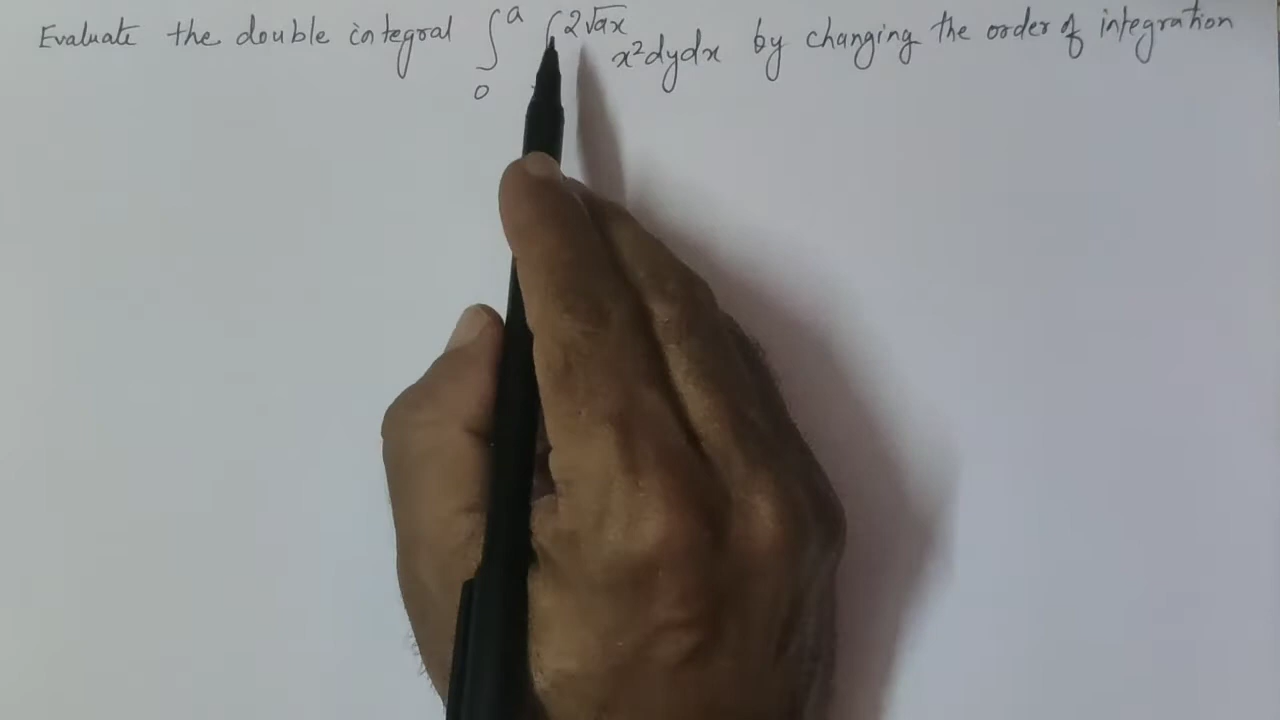 Evaluate the double integral ∫₀ᵃ ∫^{2√ax} x²dydx by changing the order of integration